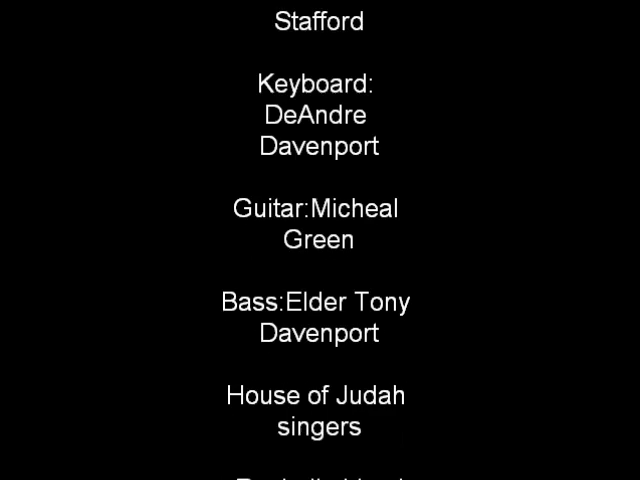 Stafford
Keyboard:
DeAndre
Davenport
Guitar:Micheal
Green
Bass:Elder Tony
Davenport
House of Judah
singers